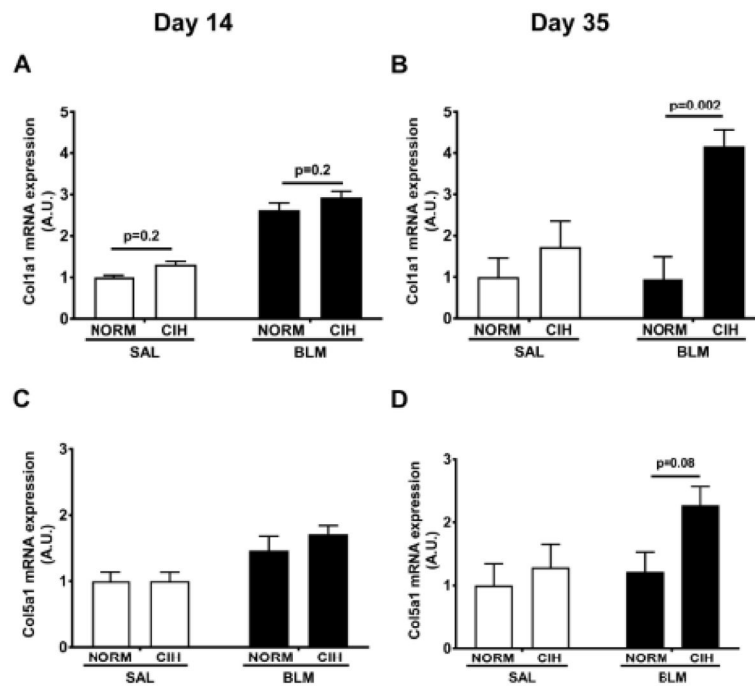 Day 14
Day 35
A
Col1a1 mRNA expression
(A.U.)
5
4
3
2
1
0
p=0.2
p=0.2
NORM CIH NORM CIH
SAL BLM
B
Col1a1 mRNA expression
(A.U.)
5
4
3
2
1
0
p=0.002
NORM CIH NORM CIH
SAL BLM
C
Col5a1 mRNA expression
(A.U.)
3
2
1
0
NORM CIH NORM CIH
SAL BLM
D
Col5a1 mRNA expression
(A.U.)
3
2
1
0
p=0.08
NORM CIH NORM CIH
SAL BLM